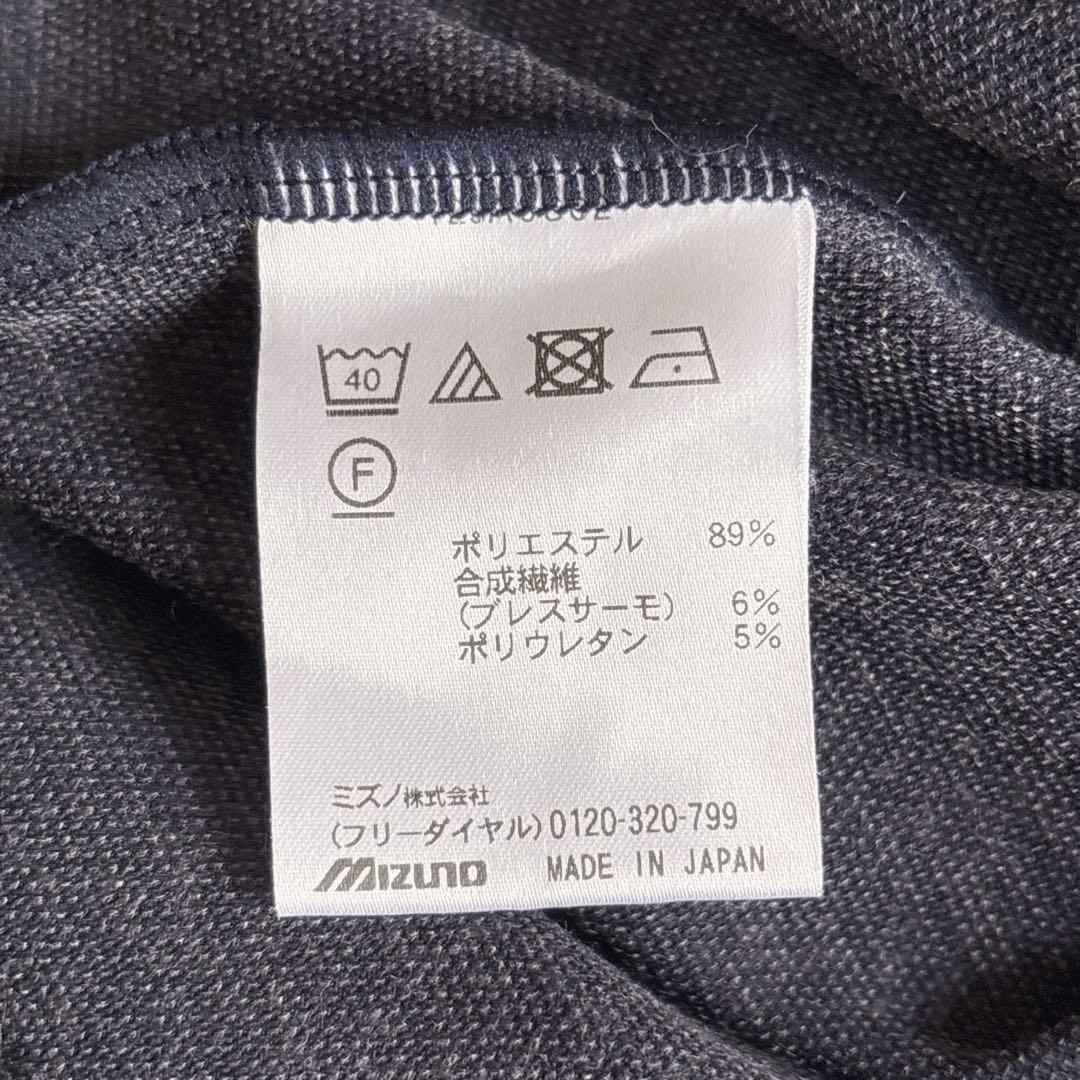 40
F
ポリエステル 89%
合成繊維
(ブレスサーモ) 6%
ポリウレタン 5%
ミズノ株式会社
(フリーダイヤル)0120-320-799
MIZUNO MADE IN JAPAN